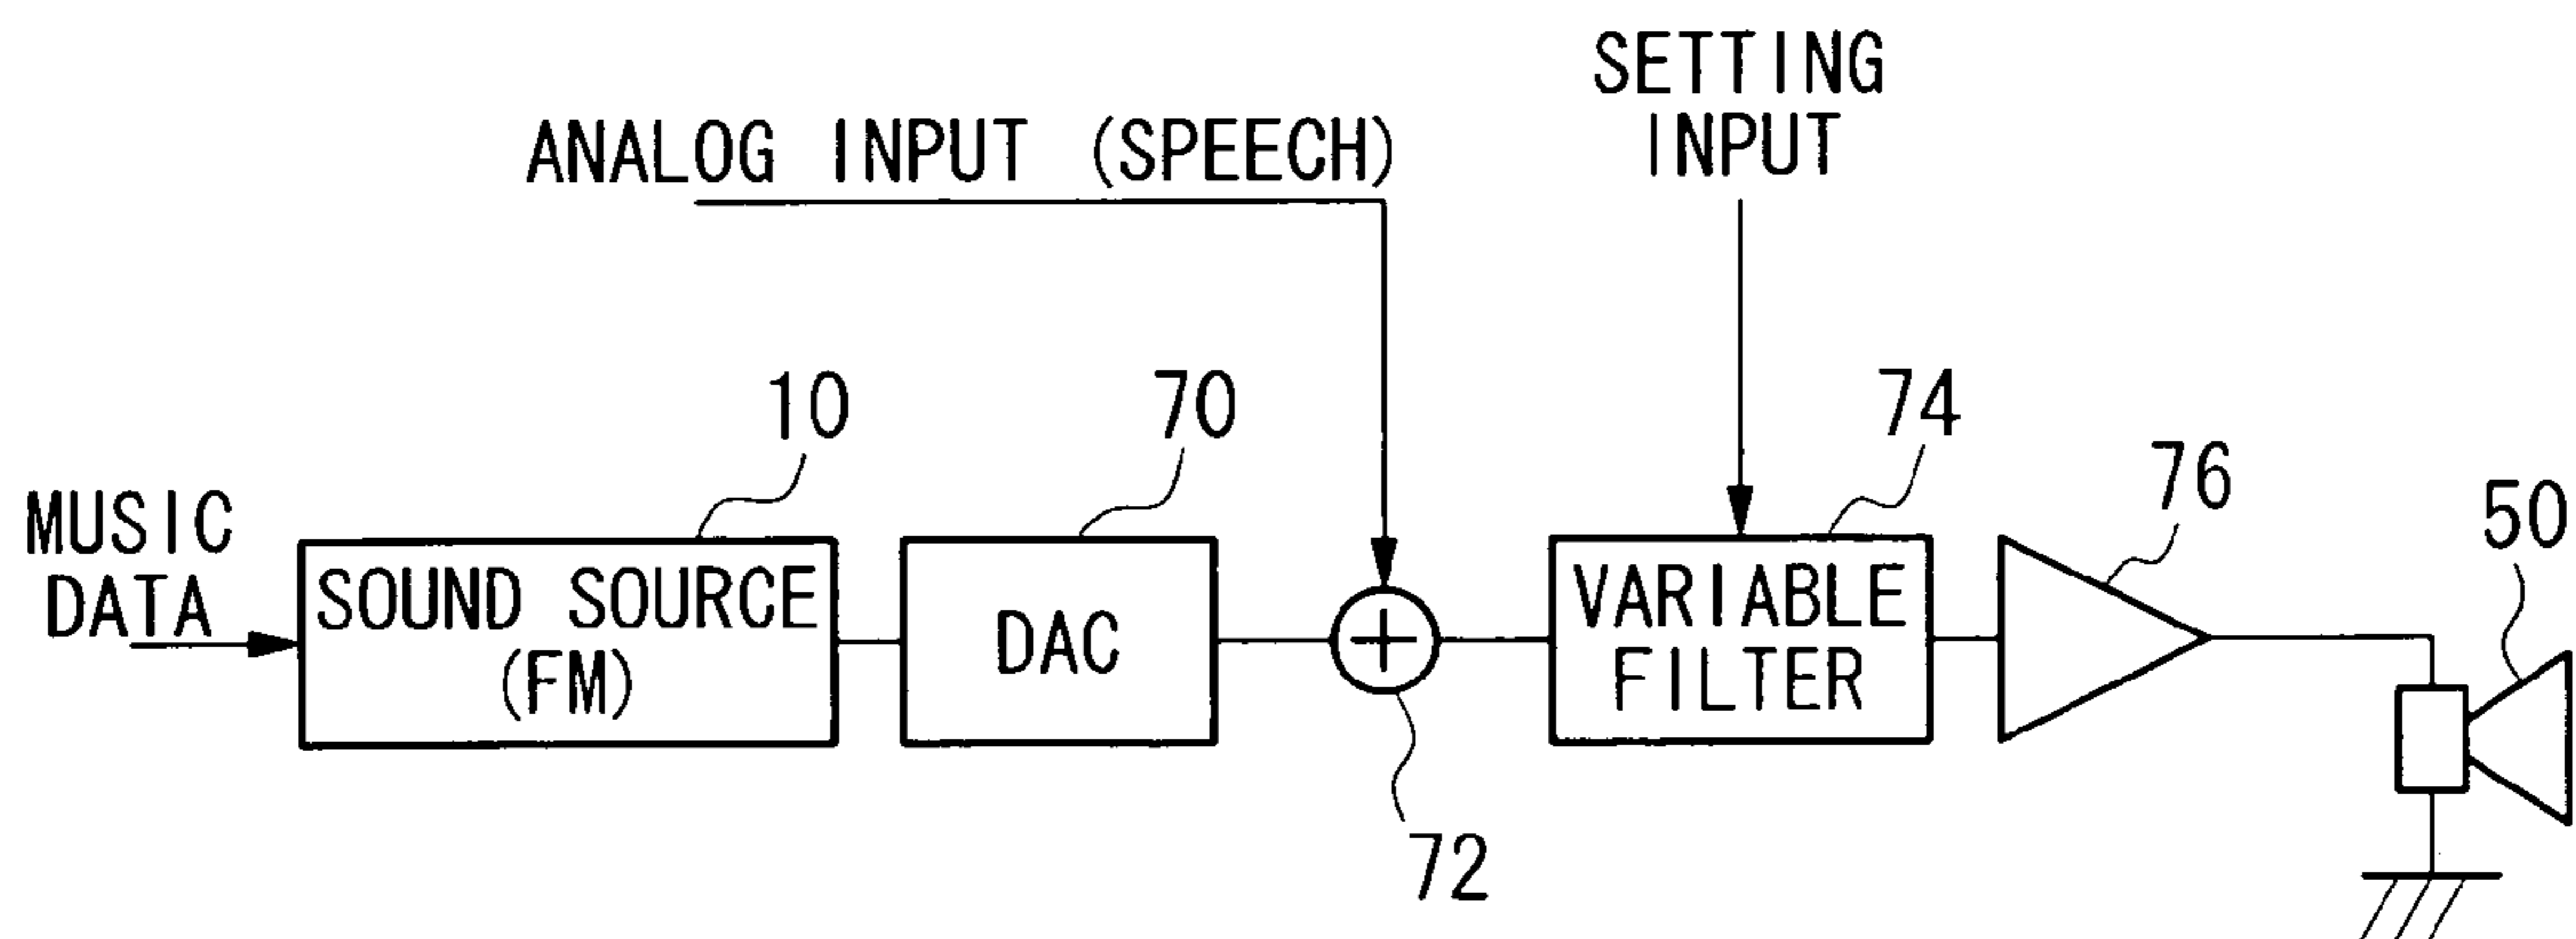 SETTING
INPUT
ANALOG INPUT (SPEECH)
10
70
74
76
50
MUSIC
DATA
SOUND SOURCE
(FM)
DAC
VARIABLE
FILTER
72